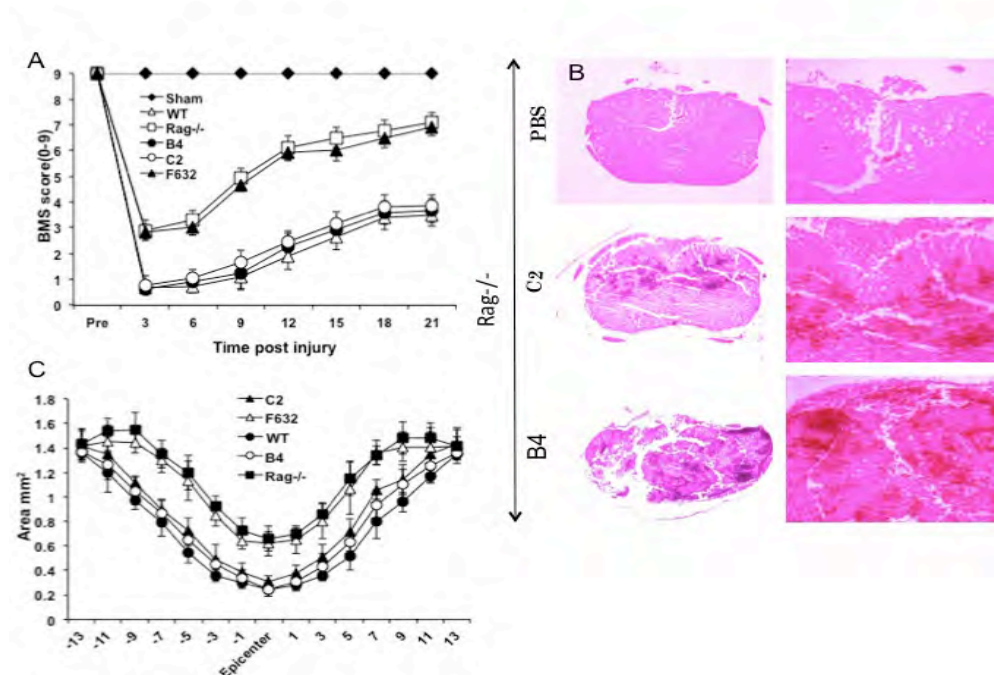 A
9
8
7
6
5
4
3
2
1
0
BMS score(0-9)
Sham
WT
Rag-/-
B4
C2
F632
Pre 3 6 9 12 15 18 21
Time post injury
B
PBS
C2
B4
Rag-/-
C
1.8
1.6
1.4
1.2
1
0.8
0.6
0.4
0.2
0
Area mm²
C2
F632
WT
B4
Rag-/-
-13 -11 -9 -7 -5 -3 -1 Epicenter 1 3 5 7 9 11 13